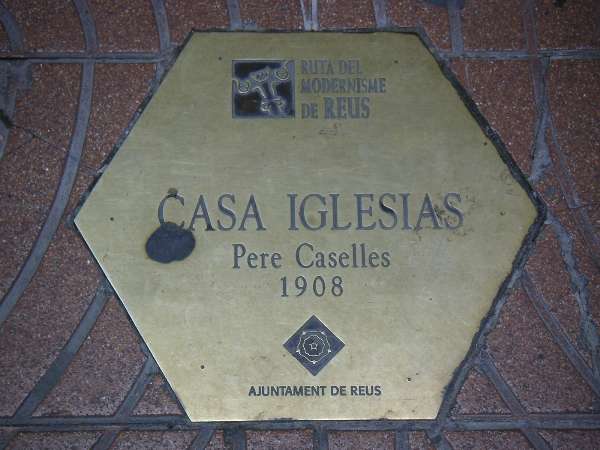 RUTA DEL
MODERNISME
DE REUS
CASA IGLESIAS
Pere Caselles
1908
AJUNTAMENT DE REUS